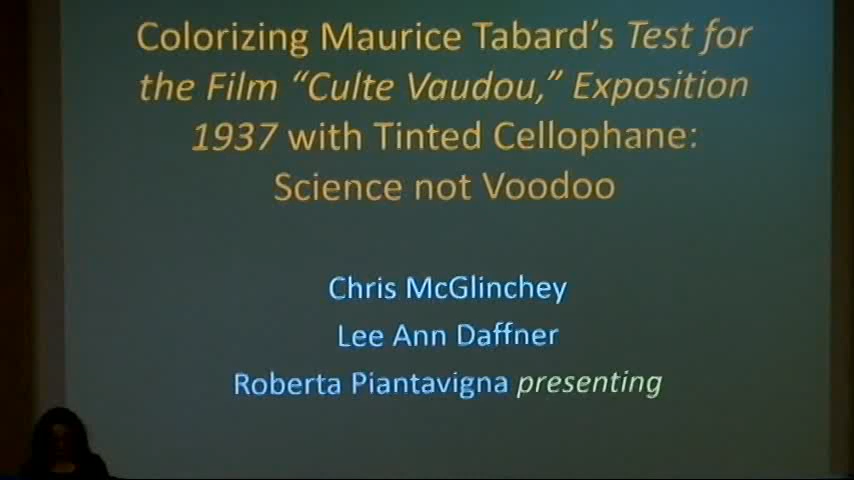 Colorizing Maurice Tabard’s Test for
the Film “Culte Vaudou,” Exposition
1937 with Tinted Cellophane:
Science not Voodoo
Chris McGlinchey
Lee Ann Daffner
Roberta Piantavigna presenting